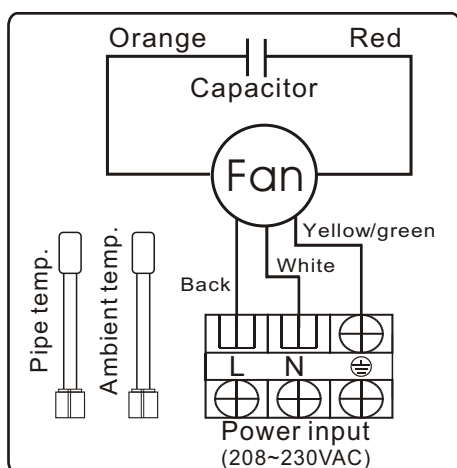 Orange Red
Capacitor
Fan
Yellow/green
White
Back
Pipe temp.
Ambient temp.
L N
Power input
(208~230VAC)